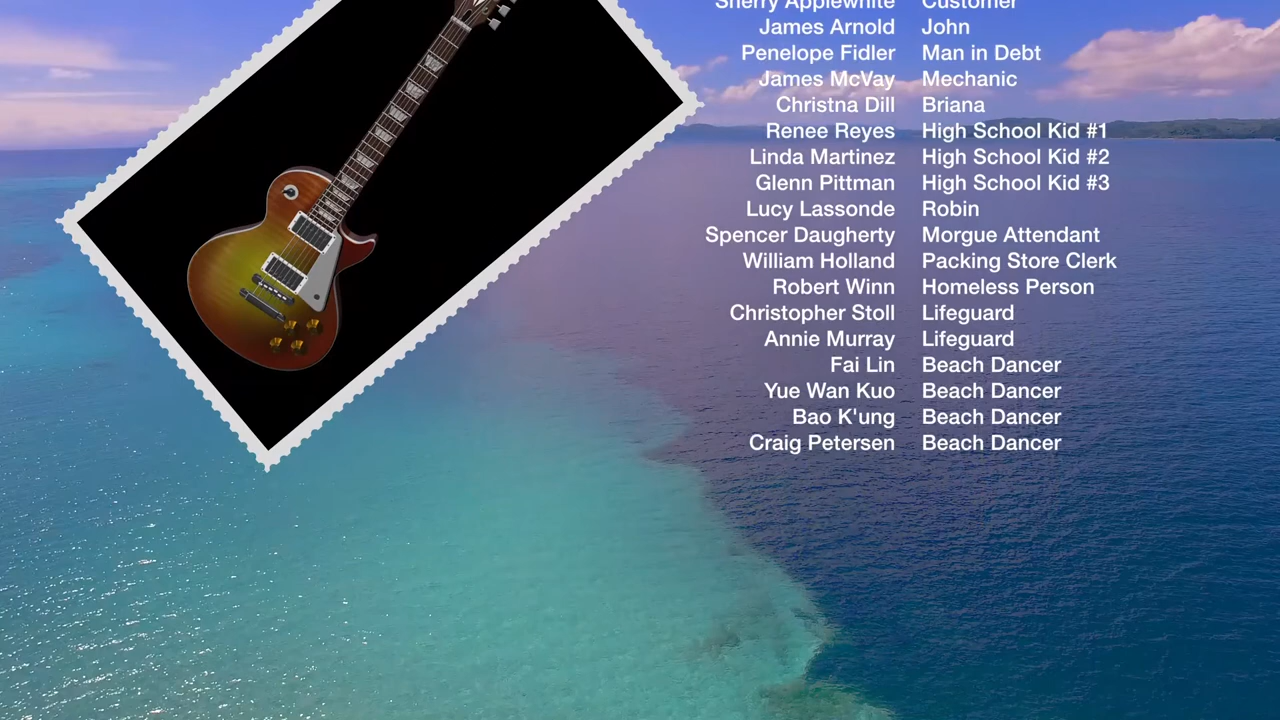 Sherry Applewhite Customer
James Arnold John
Penelope Fidler Man in Debt
James McVay Mechanic
Christna Dill Briana
Renee Reyes High School Kid #1
Linda Martinez High School Kid #2
Glenn Pittman High School Kid #3
Lucy Lassonde Robin
Spencer Daugherty Morgue Attendant
William Holland Packing Store Clerk
Robert Winn Homeless Person
Christopher Stoll Lifeguard
Annie Murray Lifeguard
Fai Lin Beach Dancer
Yue Wan Kuo Beach Dancer
Bao K'ung Beach Dancer
Craig Petersen Beach Dancer